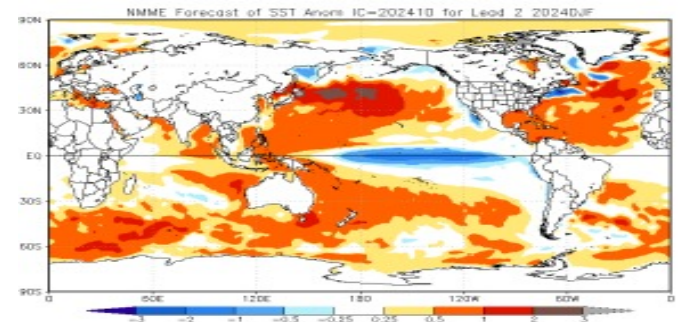 NMME Forecast of SST Anom IC=202410 for Lead 2 2024DJF
90N
60N
30N
EQ
30S
60S
90S
0 60E 120E 180 120W 60W 0
-3 -2 -1 -0.5 -0.25 0.25 0.5 1 2 3